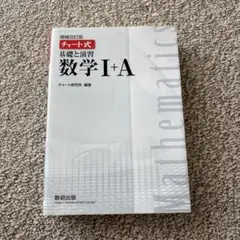 増補改訂版
チャート式
基礎と演習
数学I+A
チャート研究所 編著
数研出版
Mathematics